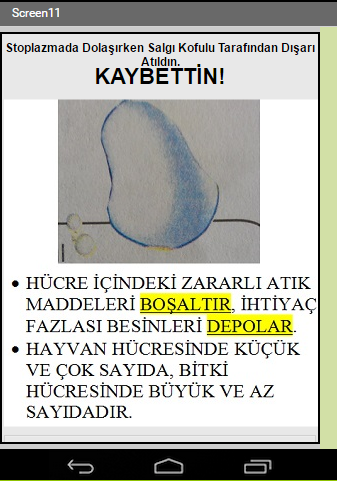 Screen11
Stoplazmada Dolaşırken Salgı Kofulu Tarafından Dışarı
Atıldın.
KAYBETTİN!
• HÜCRE İÇİNDEKİ ZARARLI ATIK
MADDELERİ BOŞALTIR, İHTİYAÇ
FAZLASI BESİNLERİ DEPOLAR.
• HAYVAN HÜCRESİNDE KÜÇÜK
VE ÇOK SAYIDA, BİTKİ
HÜCRESİNDE BÜYÜK VE AZ
SAYIDADIR.